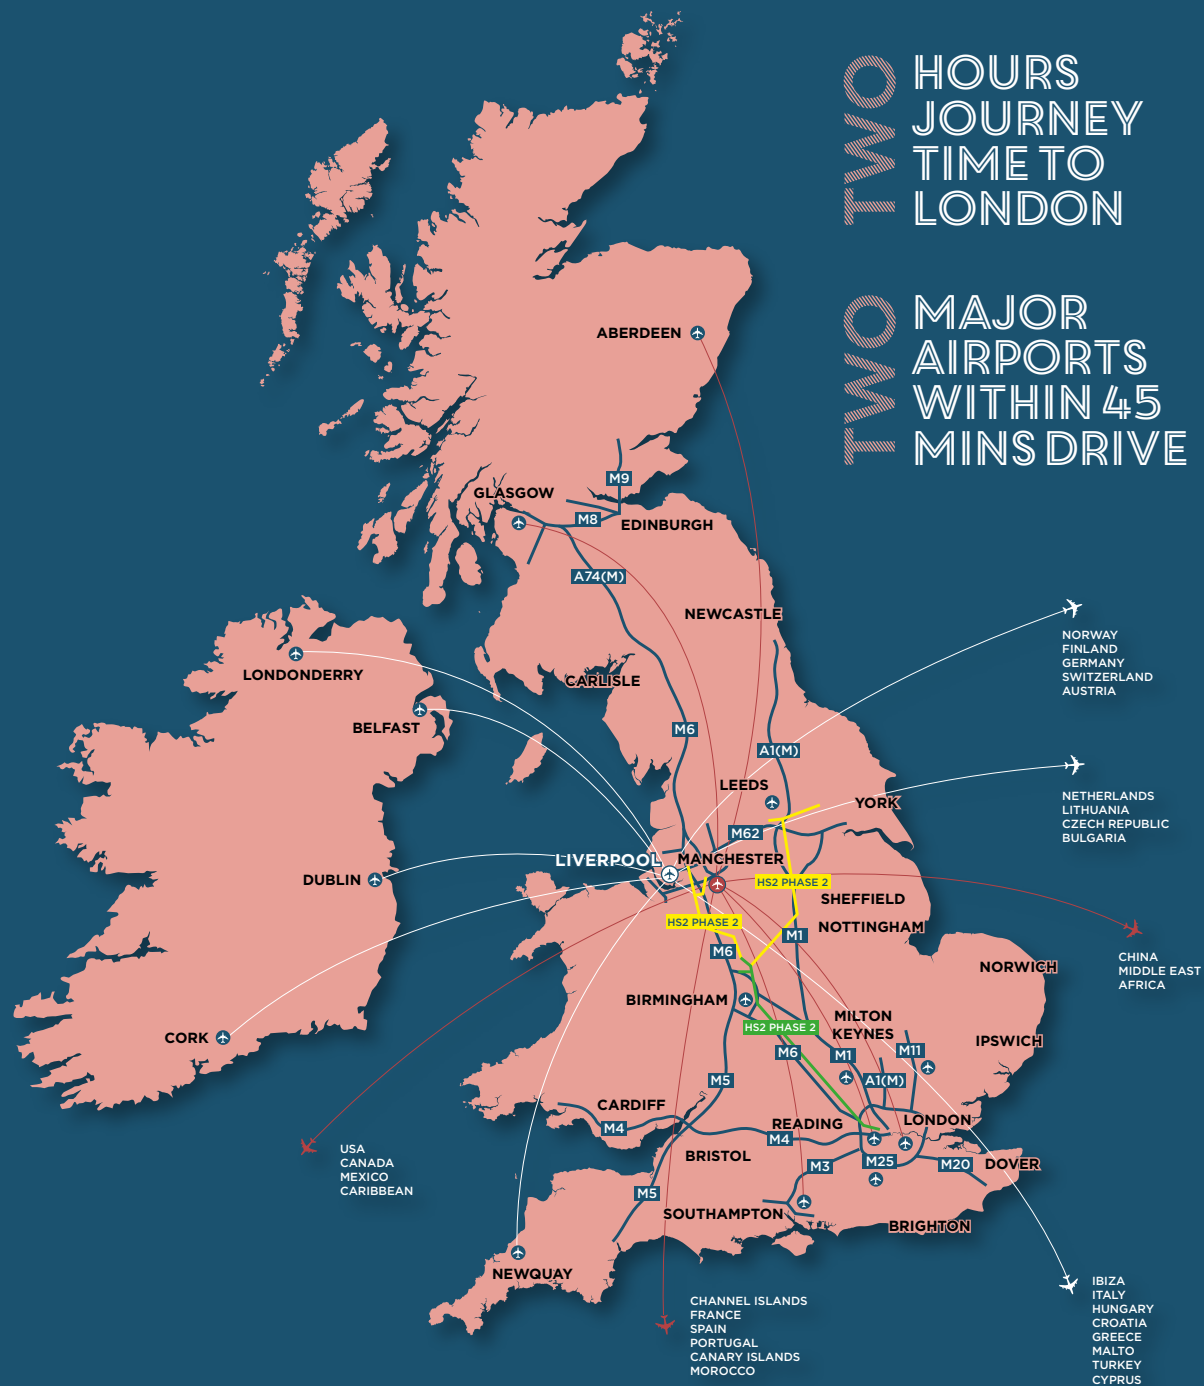 TWO
HOURS
JOURNEY
TIME TO
LONDON
TWO
MAJOR
AIRPORTS
WITHIN 45
MINS DRIVE
ABERDEEN
M9
GLASGOW
M8
EDINBURGH
A74(M)
NEWCASTLE
NORWAY
FINLAND
GERMANY
SWITZERLAND
AUSTRIA
LONDONDERRY
CARLISLE
BELFAST
M6
A1(M)
LEEDS
YORK
NETHERLANDS
LITHUANIA
CZECH REPUBLIC
BULGARIA
M62
LIVERPOOL
MANCHESTER
DUBLIN
HS2 PHASE 2
SHEFFIELD
HS2 PHASE 2
NOTTINGHAM
M1
M6
CHINA
MIDDLE EAST
AFRICA
NORWICH
BIRMINGHAM
MILTON
KEYNES
HS2 PHASE 2
CORK
IPSWICH
M6
M1
M11
M5
A1(M)
CARDIFF
M4
READING
LONDON
M4
BRISTOL
M3
M25
M20
DOVER
USA
CANADA
MEXICO
CARIBBEAN
M5
SOUTHAMPTON
BRIGHTON
NEWQUAY
CHANNEL ISLANDS
FRANCE
SPAIN
PORTUGAL
CANARY ISLANDS
MOROCCO
IBIZA
ITALY
HUNGARY
CROATIA
GREECE
MALTO
TURKEY
CYPRUS